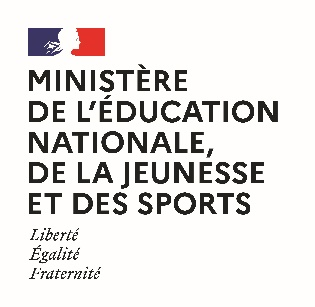 MINISTÈRE
DE L'ÉDUCATION
NATIONALE,
DE LA JEUNESSE
ET DES SPORTS
Liberté
Égalité
Fraternité